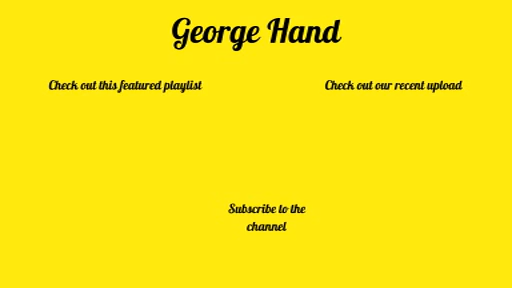 George Hand
Check out this featured playlist
Check out our recent upload
Subscribe to the
channel